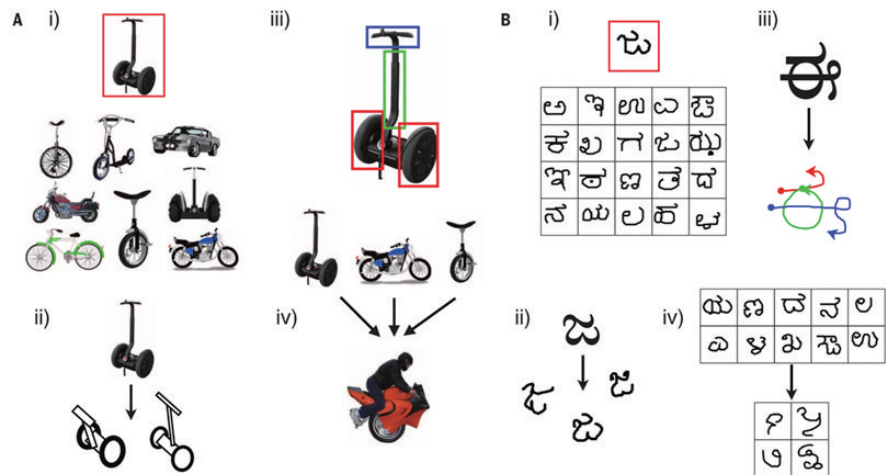 A
i)
ii)
iii)
iv)
B
i)
ಜ
ಅ ಇ ಉ ಎ ಔ
ಕ ಖ ಗ ಜ ಝ
ಞ ಠ ಣ ತ ದ
ನ ಯ ಲ ಹ ಳ
ii)
ಜ
ಜ ಜ
ಜ
iii)
iv)
ಯ ಣ ದ ನ ಲ
ಎ ಳ ಖ ಔ ಉ